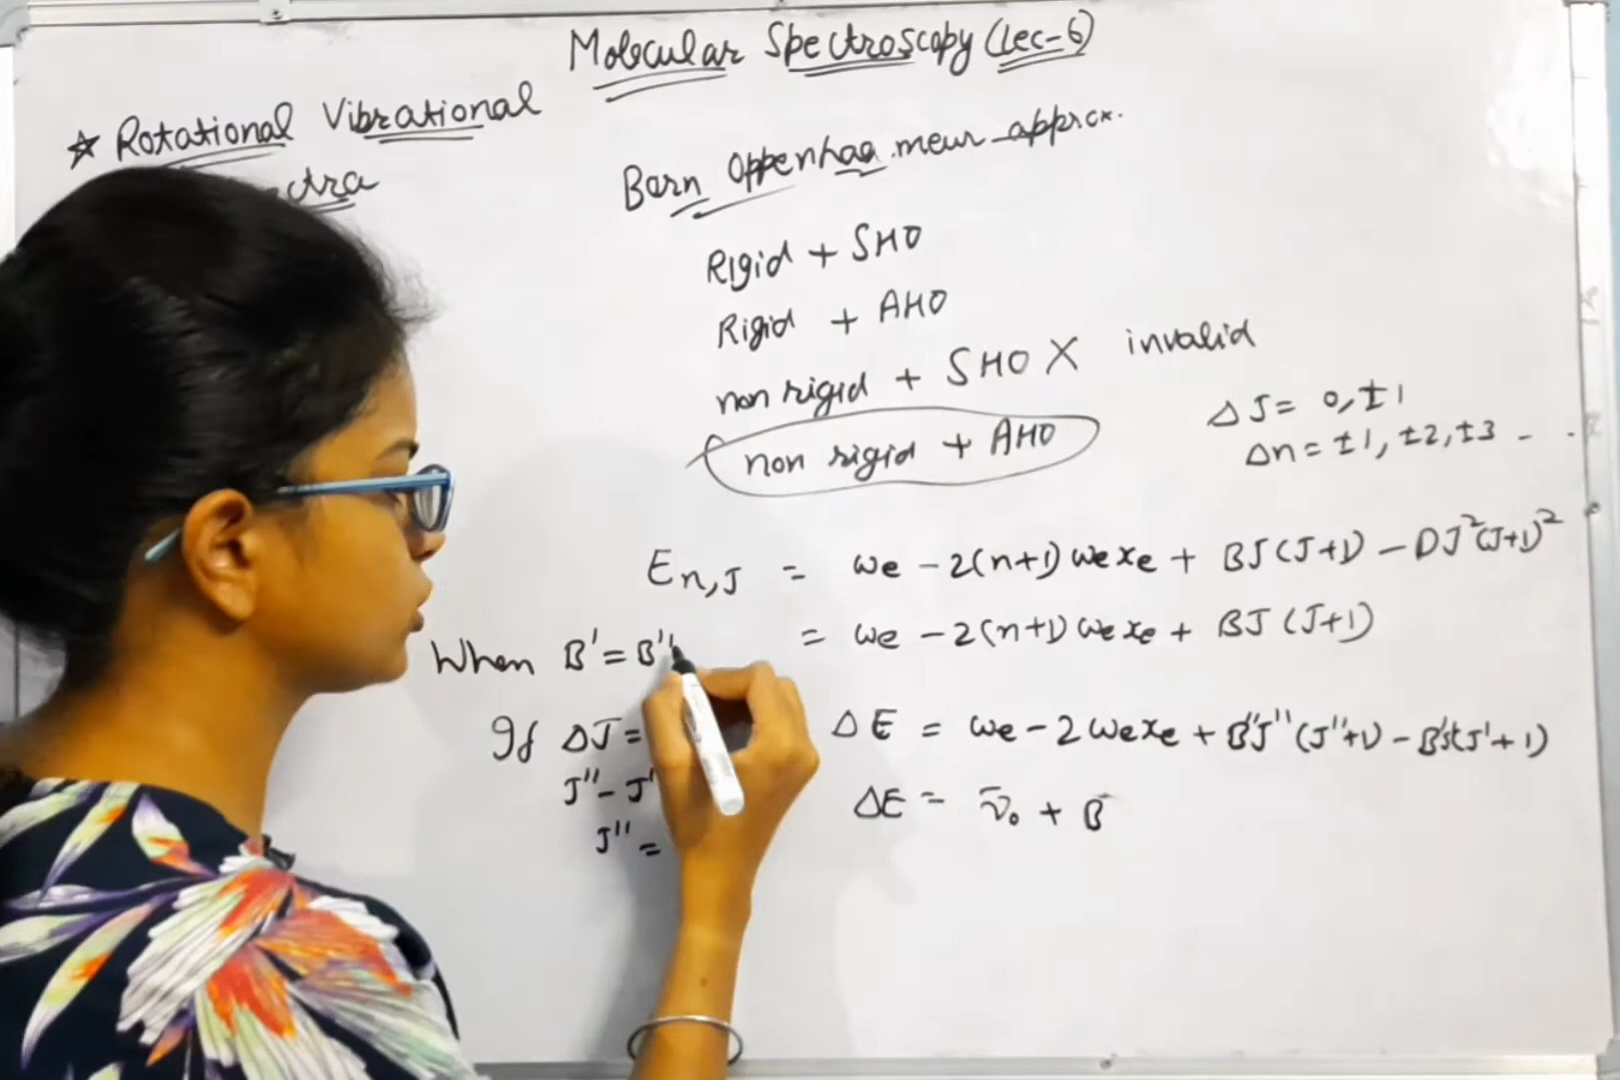 Molecular Spectroscopy (Lec-6)
☆ Rotational Vibrational
ctra
Born Oppenhaa meur approx.
Rigid + SHO
Rigid + AHO
non rigid + SHO X invalid
non rigid + AHO
ΔJ = 0, ±1
Δn = ±1, ±2, ±3 - -
En,J = ωe - 2(n+1) ωexe + BJ(J+1) - DJ²(J+1)²
= ωe - 2(n+1) ωexe + BJ(J+1)
When B' = B''
If ΔJ =
J'' - J'
J'' =
ΔE = ωe - 2ωexe + B''J''(J''+1) - B'J'(J'+1)
ΔE = ν̄₀ + B